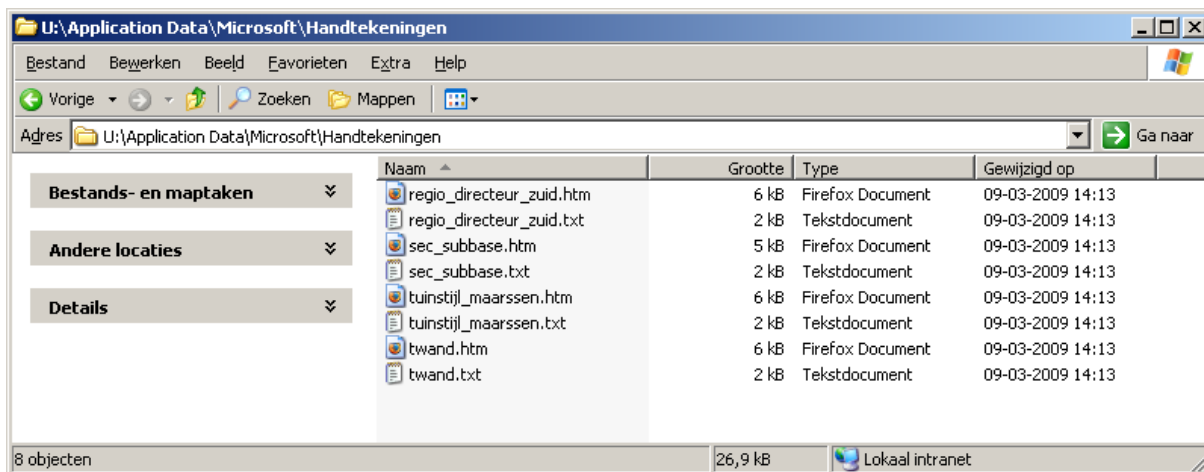 U:\Application Data\Microsoft\Handtekeningen
Bestand Bewerken Beeld Favorieten Extra Help
Vorige Zoeken Mappen
Adres U:\Application Data\Microsoft\Handtekeningen Ga naar
Naam Grootte Type Gewijzigd op
Bestands- en maptaken
Andere locaties
Details
regio_directeur_zuid.htm 6 kB Firefox Document 09-03-2009 14:13
regio_directeur_zuid.txt 2 kB Tekstdocument 09-03-2009 14:13
sec_subbase.htm 5 kB Firefox Document 09-03-2009 14:13
sec_subbase.txt 2 kB Tekstdocument 09-03-2009 14:13
tuinstijl_maarssen.htm 6 kB Firefox Document 09-03-2009 14:13
tuinstijl_maarssen.txt 2 kB Tekstdocument 09-03-2009 14:13
twand.htm 6 kB Firefox Document 09-03-2009 14:13
twand.txt 2 kB Tekstdocument 09-03-2009 14:13
8 objecten 26,9 kB Lokaal intranet